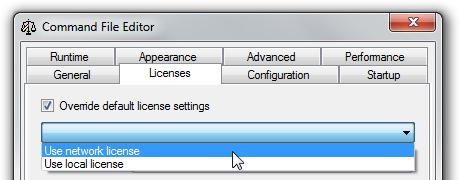 Command File Editor
Runtime Appearance Advanced Performance
General Licenses Configuration Startup
Override default license settings
Use network license
Use local license